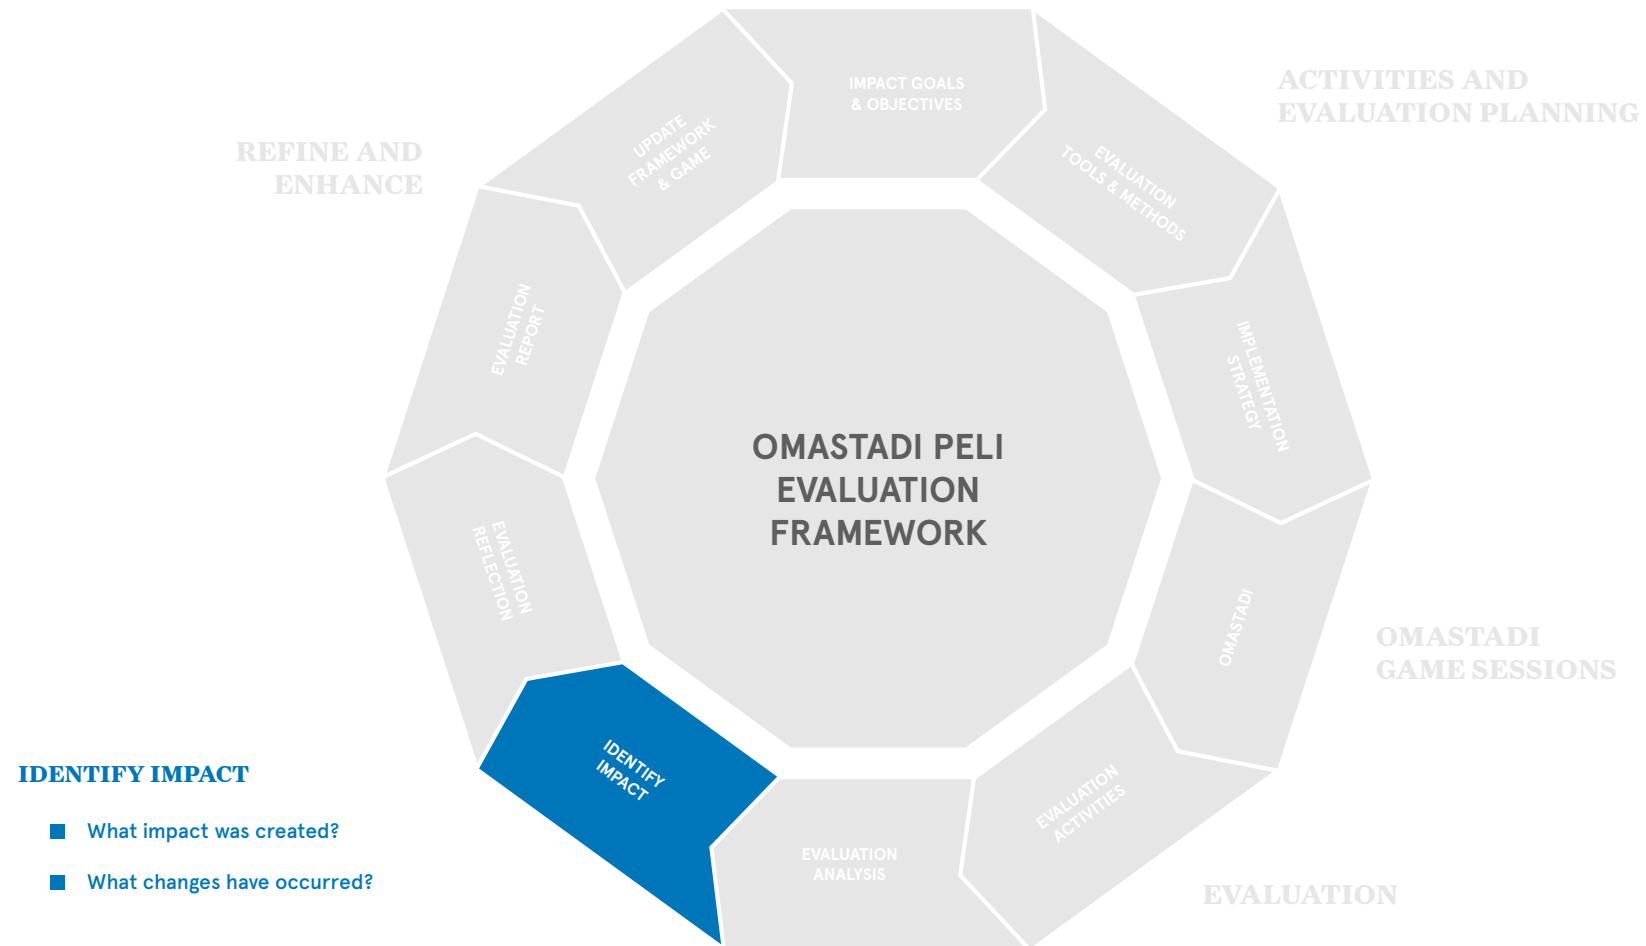 IMPACT GOALS
& OBJECTIVES
ACTIVITIES AND
EVALUATION PLANNING
EVALUATION
TOOLS & METHODS
IMPLEMENTATION
STRATEGY
OMASTADI
OMASTADI
GAME SESSIONS
EVALUATION
ACTIVITIES
EVALUATION
EVALUATION
ANALYSIS
IDENTIFY
IMPACT
IDENTIFY IMPACT
What impact was created?
What changes have occurred?
EVALUATION
REFLECTION
EVALUATION
REPORT
REFINE AND
ENHANCE
UPDATE
FRAMEWORK
& GAME
OMASTADI PELI
EVALUATION
FRAMEWORK